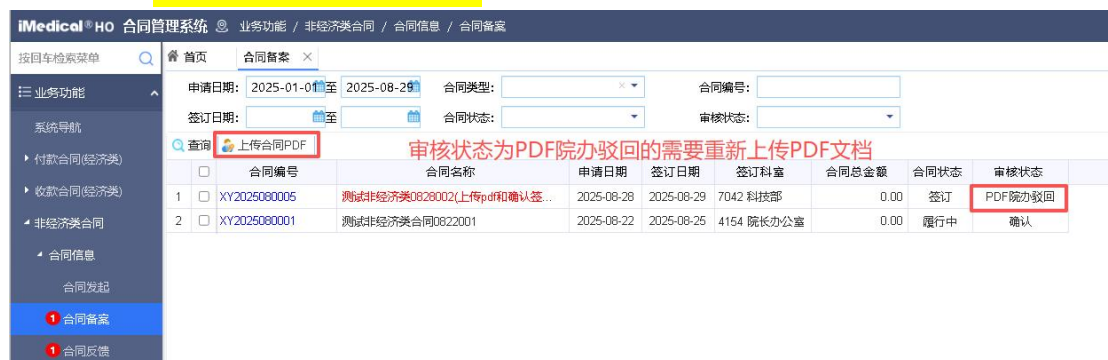 iMedical®HO 合同管理系统 业务功能 / 非经济类合同 / 合同信息 / 合同备案
按回车检索菜单 首页 合同备案 ×
业务功能 申请日期: 2025-01-01 至 2025-08-29 合同类型: × 合同编号:
签订日期: 至 合同状态: 审核状态:
系统导航
查询 上传合同PDF 审核状态为PDF院办驳回的需要重新上传PDF文档
付款合同(经济类)
合同编号 合同名称 申请日期 签订日期 签订科室 合同总金额 合同状态 审核状态
收款合同(经济类)
1 XY2025080005 测试非经济类0828002(上传pdf和确认签... 2025-08-28 2025-08-29 7042 科技部 0.00 签订 PDF院办驳回
非经济类合同
2 XY2025080001 测试非经济类合同0822001 2025-08-22 2025-08-25 4154 院长办公室 0.00 履行中 确认
合同信息
合同发起
1 合同备案
1 合同反馈